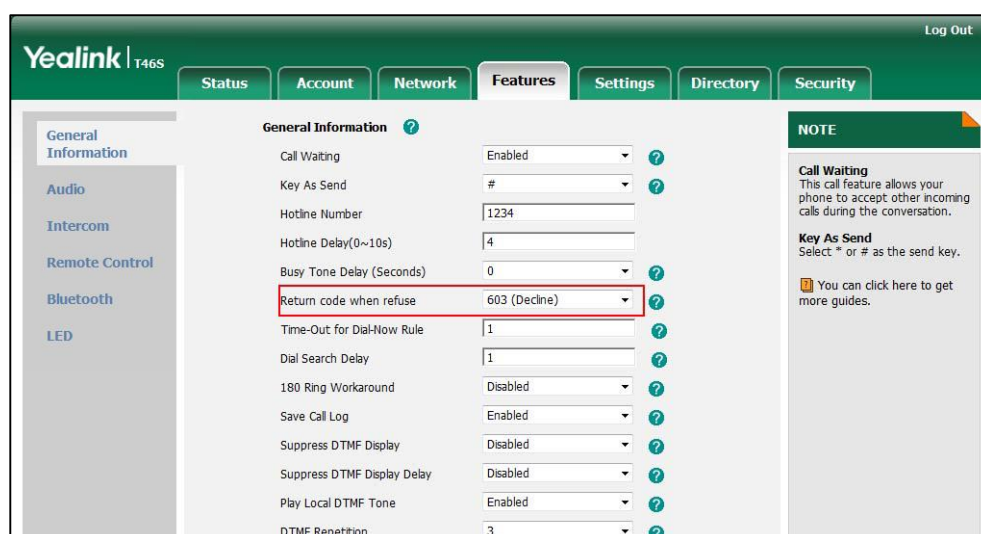 Log Out
Yealink T46S
Status Account Network Features Settings Directory Security
General
Information
Audio
Intercom
Remote Control
Bluetooth
LED
General Information ?
Call Waiting Enabled ?
Key As Send # ?
Hotline Number 1234
Hotline Delay(0~10s) 4
Busy Tone Delay (Seconds) 0 ?
Return code when refuse 603 (Decline) ?
Time-Out for Dial-Now Rule 1 ?
Dial Search Delay 1 ?
180 Ring Workaround Disabled ?
Save Call Log Enabled ?
Suppress DTMF Display Disabled ?
Suppress DTMF Display Delay Disabled ?
Play Local DTMF Tone Enabled ?
DTMF Repetition 3 ?
NOTE
Call Waiting
This call feature allows your
phone to accept other incoming
calls during the conversation.
Key As Send
Select * or # as the send key.
? You can click here to get
more guides.